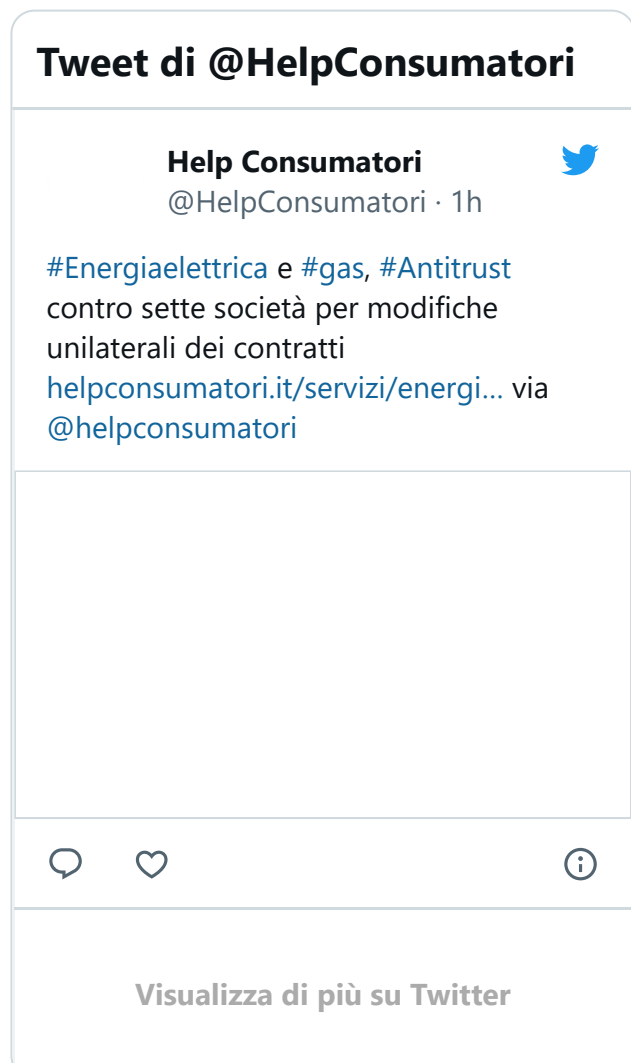 Tweet di @HelpConsumatori
Help Consumatori
@HelpConsumatori · 1h
#Energiaelettrica e #gas, #Antitrust
contro sette società per modifiche
unilaterali dei contratti
helpconsumatori.it/servizi/energi... via
@helpconsumatori
Visualizza di più su Twitter